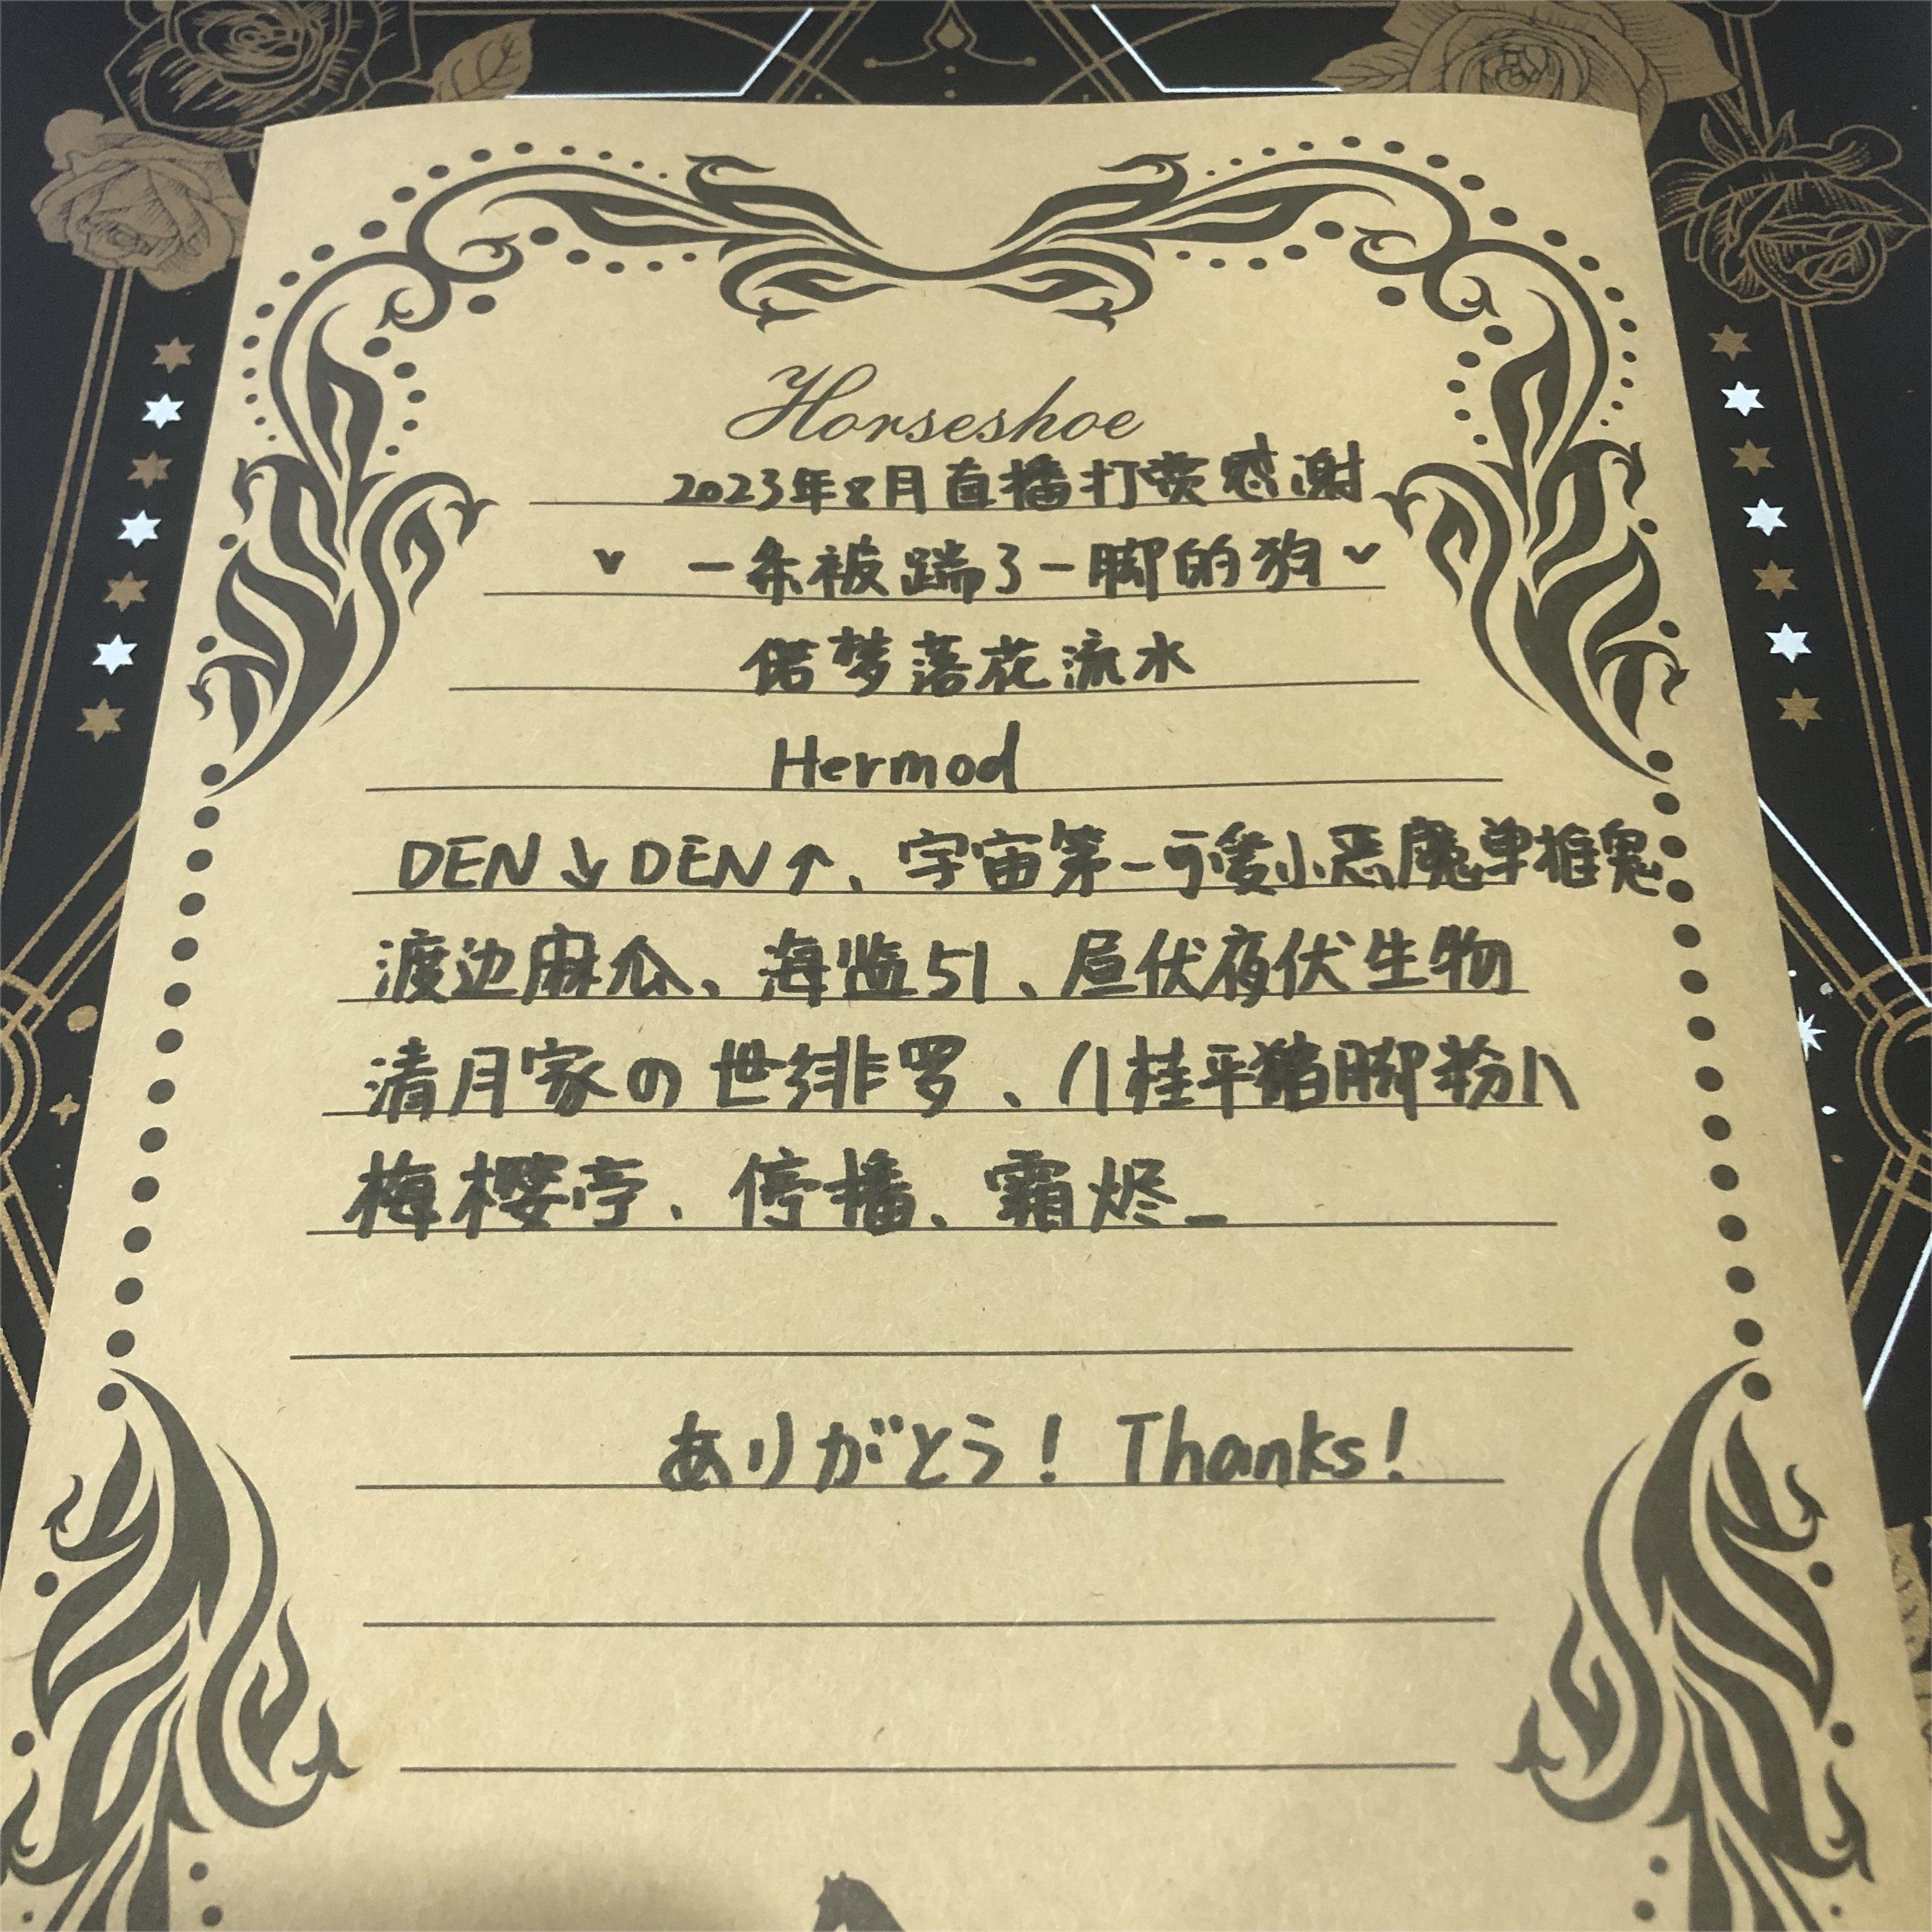 Horseshoe
2023年8月直播打赏感谢
一条被踹了一脚的狗
偌梦落花流水
Hermod
DEN↘DEN↑、宇宙第一可愛小恶魔单推鬼
渡边麻瓜、海监51、昼伏夜伏生物
清月家の世绯罗、八桂平猪脚粉八
梅樱亭、停播、霜烬_
ありがとう！ Thanks!